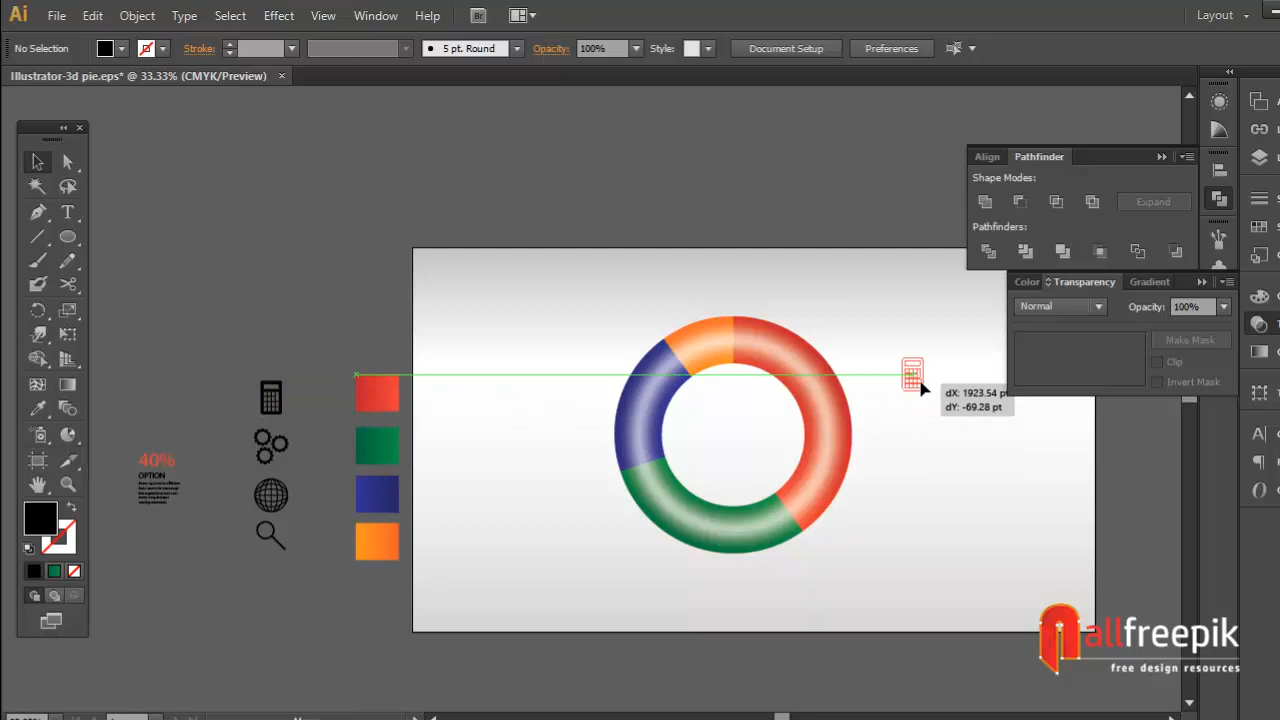 Ai File Edit Object Type Select Effect View Window Help Br Layout
No Selection Stroke: 5 pt. Round Opacity: 100% Style: Document Setup Preferences
Illustrator-3d pie.eps* @ 33.33% (CMYK/Preview) ×
Align Pathfinder
Shape Modes:
Expand
Pathfinders:
Color Transparency Gradient
Normal Opacity: 100%
Make Mask
Clip
Invert Mask
dX: 1923.54 pt
dY: -69.28 pt
40%
OPTION
allfreepik
free design resources